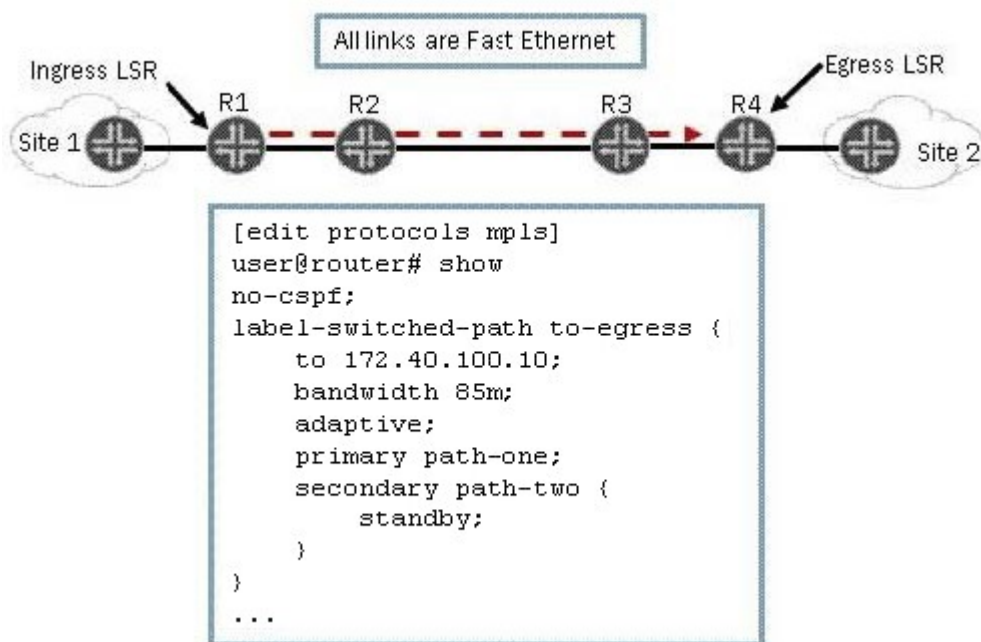 All links are Fast Ethernet
Ingress LSR
Egress LSR
R1
R2
R3
R4
Site 1
Site 2
[edit protocols mpls]
user@router# show
no-cspf;
label-switched-path to-egress {
    to 172.40.100.10;
    bandwidth 85m;
    adaptive;
    primary path-one;
    secondary path-two {
        standby;
    }
}
...